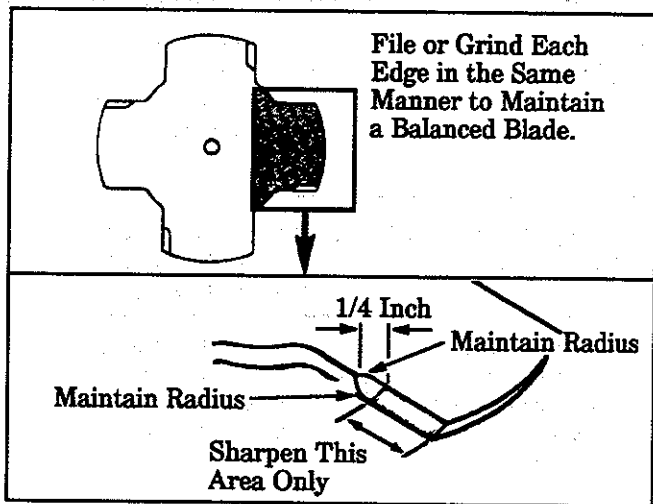 File or Grind Each
Edge in the Same
Manner to Maintain
a Balanced Blade.
1/4 Inch
Maintain Radius
Maintain Radius
Sharpen This
Area Only